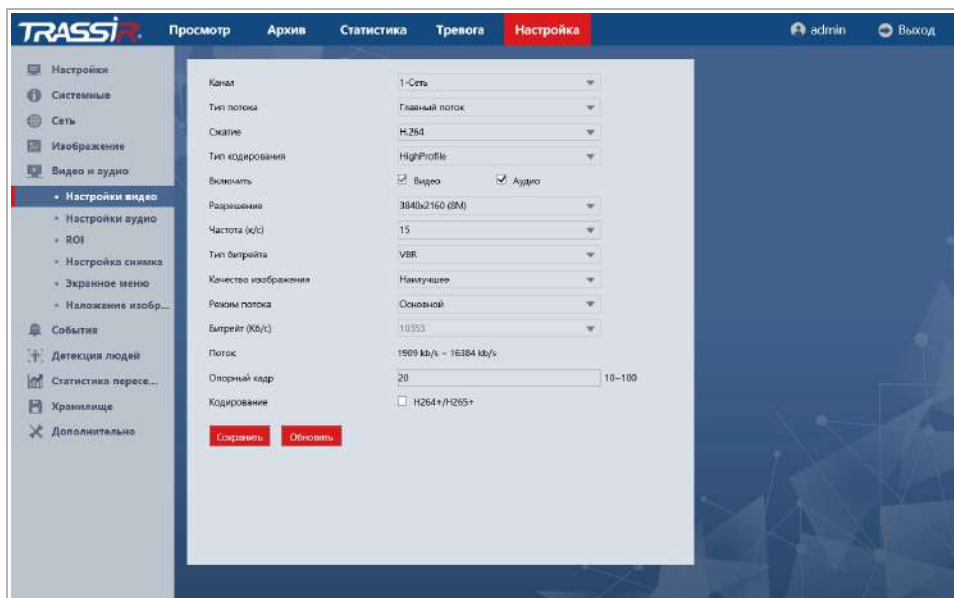 TRASSIR
Просмотр Архив Статистика Тревога Настройка admin Выход
Настройки
Системные
Сеть
Изображение
Видео и аудио
Настройки видео
Настройки аудио
ROI
Настройка снимка
Экранное меню
Наложение изобр...
События
Детекция людей
Статистика пересе...
Хранилище
Дополнительно
Канал 1-Сеть
Тип потока Главный поток
Сжатие H.264
Тип кодирования HighProfile
Включить Видео Аудио
Разрешение 3840x2160 (8M)
Частота (к/с) 15
Тип битрейта VBR
Качество изображения Наилучшее
Режим потока Основной
Битрейт (Кб/с) 10353
Поток 1909 kb/s ~ 16384 kb/s
Опорный кадр 20 10~100
Кодирование H264+/H265+
Сохранить Обновить